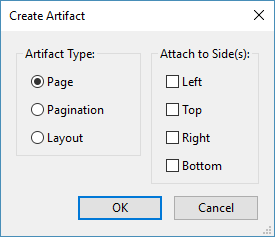 Create Artifact
Artifact Type:
Page
Pagination
Layout
Attach to Side(s):
Left
Top
Right
Bottom
OK
Cancel